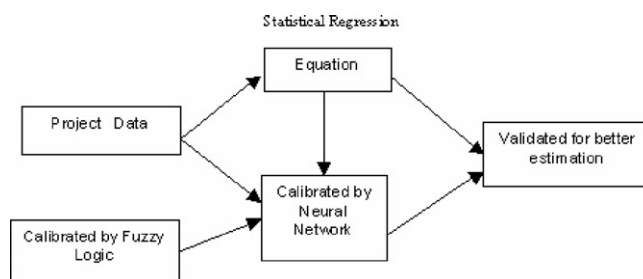 Statistical Regression
Equation
Project Data
Validated for better
estimation
Calibrated by
Neural
Network
Calibrated by Fuzzy
Logic